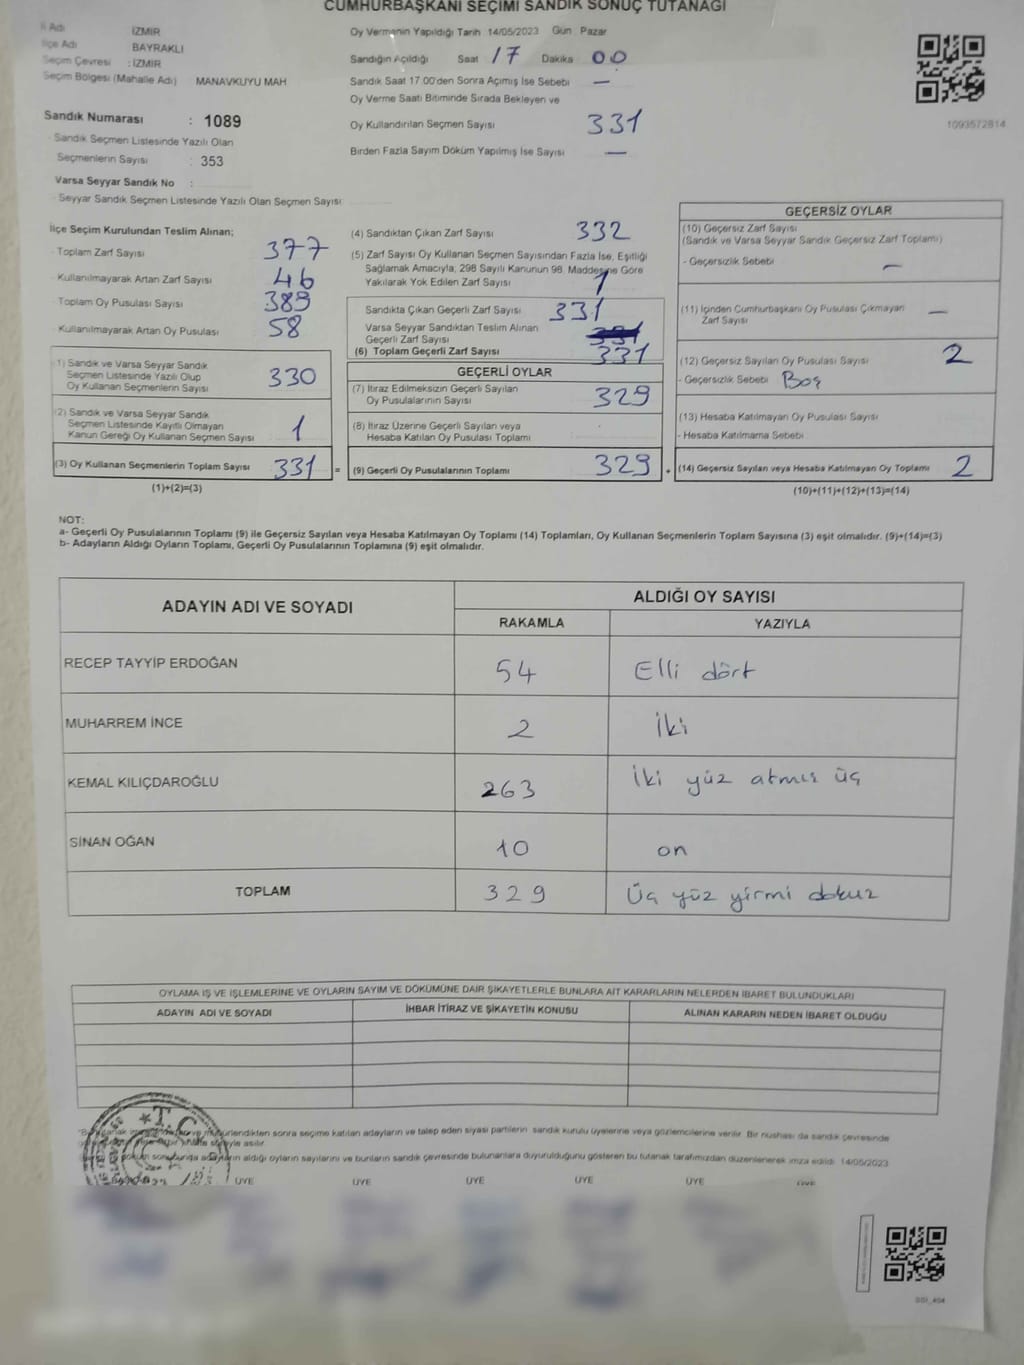 CUMHURBAŞKANI SEÇİMİ SANDIK SONUÇ TUTANAĞI
İl Adı İZMİR
İlçe Adı BAYRAKLI
Seçim Çevresi : İZMİR
Seçim Bölgesi (Mahalle Adı) MANAVKUYU MAH
Sandık Numarası : 1089
- Sandık Seçmen Listesinde Yazılı Olan
Seçmenlerin Sayısı : 353
Varsa Seyyar Sandık No :
- Seyyar Sandık Seçmen Listesinde Yazılı Olan Seçmen Sayısı:
Oy Vermenin Yapıldığı Tarih 14/05/2023 Gün Pazar
Sandığın Açıldığı Saat 17 Dakika 00
Sandık Saat 17.00'den Sonra Açılmış İse Sebebi —
Oy Verme Saati Bitiminde Sırada Bekleyen ve
Oy Kullandırılan Seçmen Sayısı 331
Birden Fazla Sayım Döküm Yapılmış İse Sayısı —
1093572814
İlçe Seçim Kurulundan Teslim Alınan;
- Toplam Zarf Sayısı 377
- Kullanılmayarak Artan Zarf Sayısı 46
- Toplam Oy Pusulası Sayısı 389
- Kullanılmayarak Artan Oy Pusulası 58
(1) Sandık ve Varsa Seyyar Sandık
Seçmen Listesinde Yazılı Olup
Oy Kullanan Seçmenlerin Sayısı 330
(2) Sandık ve Varsa Seyyar Sandık
Seçmen Listesinde Kayıtlı Olmayan
Kanun Gereği Oy Kullanan Seçmen Sayısı 1
(3) Oy Kullanan Seçmenlerin Toplam Sayısı 331 =
(1)+(2)=(3)
(4) Sandıktan Çıkan Zarf Sayısı 332
(5) Zarf Sayısı Oy Kullanan Seçmen Sayısından Fazla İse, Eşitliği
Sağlamak Amacıyla, 298 Sayılı Kanunun 98. Maddesine Göre
Yakılarak Yok Edilen Zarf Sayısı 1
Sandıkta Çıkan Geçerli Zarf Sayısı 331
Varsa Seyyar Sandıktan Teslim Alınan
Geçerli Zarf Sayısı
(6) Toplam Geçerli Zarf Sayısı 331
GEÇERLİ OYLAR
(7) İtiraz Edilmeksizin Geçerli Sayılan
Oy Pusulalarının Sayısı 329
(8) İtiraz Üzerine Geçerli Sayılan veya
Hesaba Katılan Oy Pusulası Toplamı
(9) Geçerli Oy Pusulalarının Toplamı 329 +
GEÇERSİZ OYLAR
(10) Geçersiz Zarf Sayısı
(Sandık ve Varsa Seyyar Sandık Geçersiz Zarf Toplamı)
- Geçersizlik Sebebi —
(11) İçinden Cumhurbaşkanı Oy Pusulası Çıkmayan
Zarf Sayısı —
(12) Geçersiz Sayılan Oy Pusulası Sayısı 2
- Geçersizlik Sebebi Boş
(13) Hesaba Katılmayan Oy Pusulası Sayısı
- Hesaba Katılmama Sebebi
(14) Geçersiz Sayılan veya Hesaba Katılmayan Oy Toplamı 2
(10)+(11)+(12)+(13)=(14)
NOT:
a- Geçerli Oy Pusulalarının Toplamı (9) ile Geçersiz Sayılan veya Hesaba Katılmayan Oy Toplamı (14) Toplamları, Oy Kullanan Seçmenlerin Toplam Sayısına (3) eşit olmalıdır. (9)+(14)=(3)
b- Adayların Aldığı Oyların Toplamı, Geçerli Oy Pusulalarının Toplamına (9) eşit olmalıdır.
ADAYIN ADI VE SOYADI ALDIĞI OY SAYISI
RAKAMLA YAZIYLA
RECEP TAYYİP ERDOĞAN 54 Elli dört
MUHARREM İNCE 2 İki
KEMAL KILIÇDAROĞLU 263 İki yüz atmış üç
SİNAN OĞAN 10 on
TOPLAM 329 Üç yüz yirmi dokuz
OYLAMA İŞ VE İŞLEMLERİNE VE OYLARIN SAYIM VE DÖKÜMÜNE DAİR ŞİKAYETLERLE BUNLARA AİT KARARLARIN NELERDEN İBARET BULUNDUKLARI
ADAYIN ADI VE SOYADI İHBAR İTİRAZ VE ŞİKAYETİN KONUSU ALINAN KARARIN NEDEN İBARET OLDUĞU
T.C.
mühürlendikten sonra seçime katılan adayların ve talep eden siyasi partilerin sandık kurulu üyelerine veya gözlemcilerine verilir. Bir nüshası da sandık çevresinde
asılır.
adayların aldığı oyların sayılarını ve bunların sandık çevresinde bulunanlara duyurulduğunu gösteren bu tutanak tarafımızdan düzenlenerek imza edildi. 14/05/2023
ÜYE ÜYE ÜYE ÜYE ÜYE ÜYE